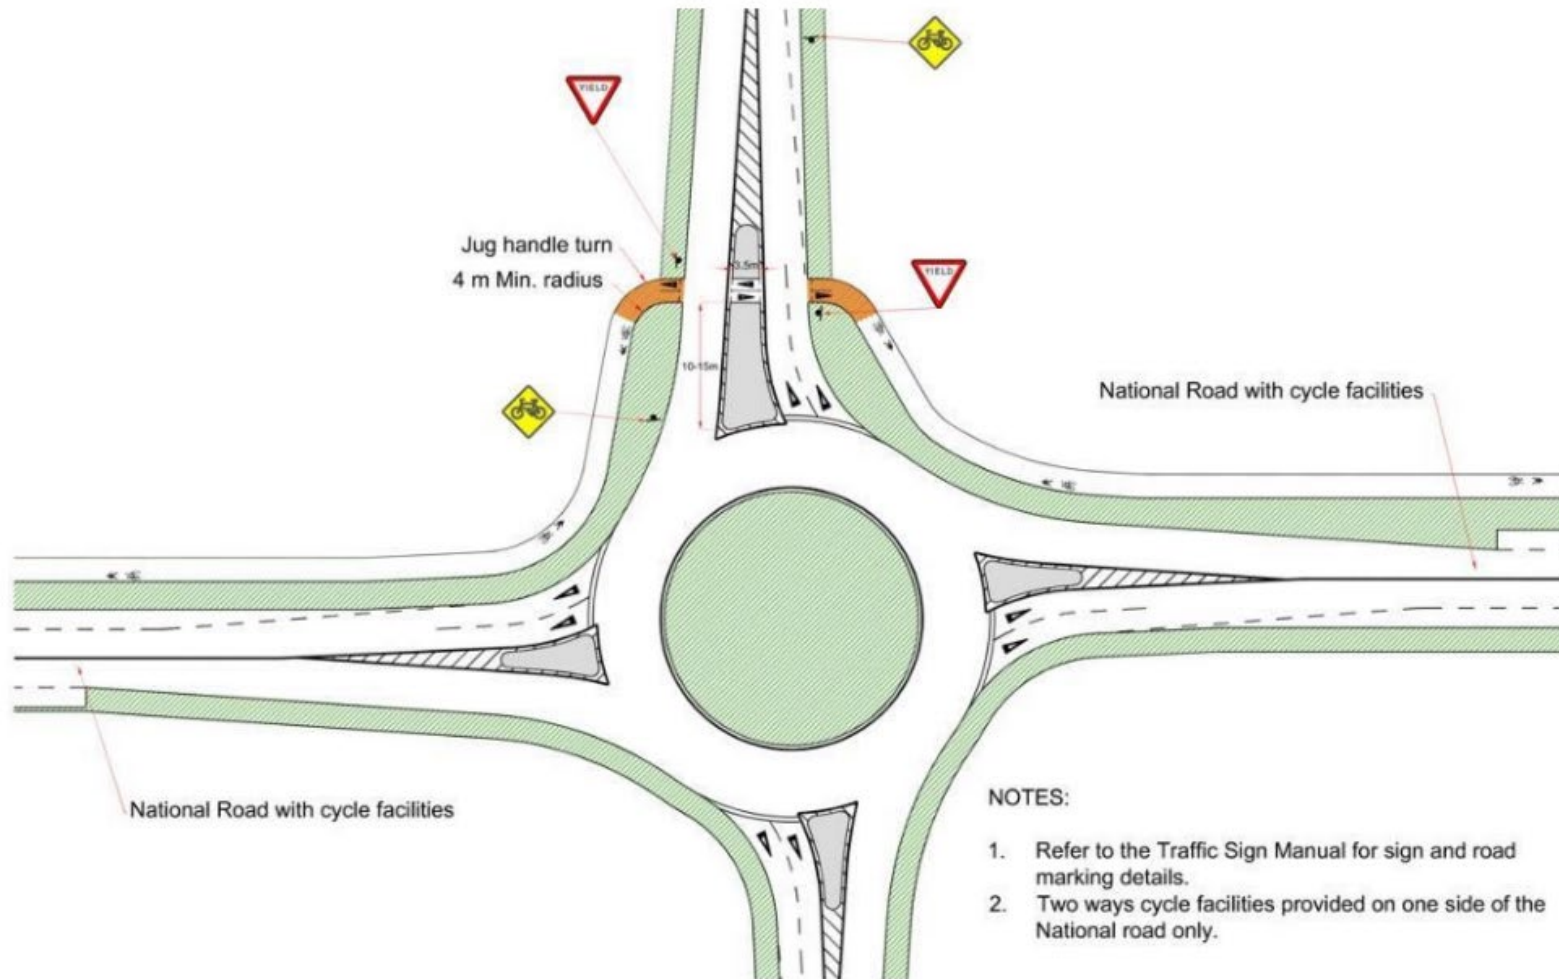 YIELD
Jug handle turn
4 m Min. radius
3.5m
YIELD
10-15m
National Road with cycle facilities
National Road with cycle facilities
NOTES:
1. Refer to the Traffic Sign Manual for sign and road
marking details.
2. Two ways cycle facilities provided on one side of the
National road only.